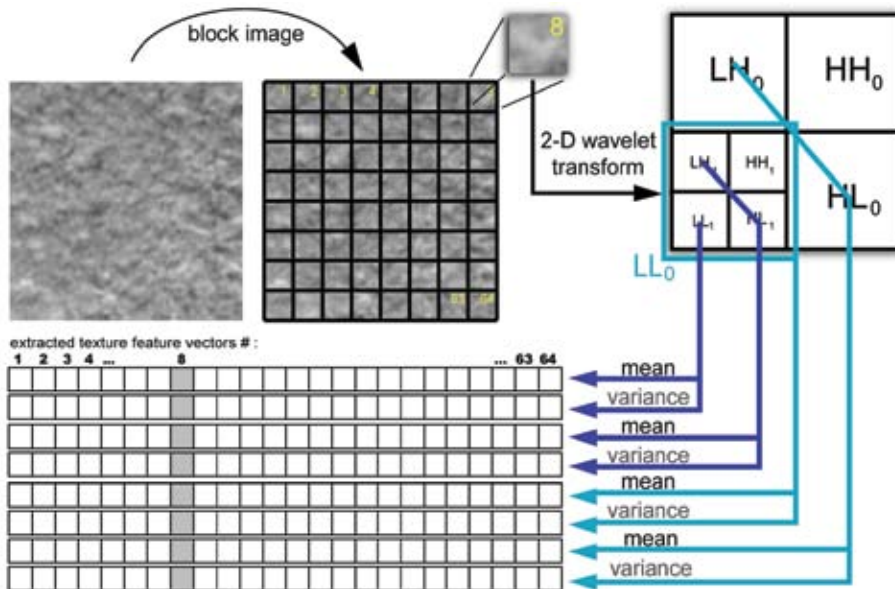 block image
8
1 2 3 4
63 64
2-D wavelet
transform
LH0
HH0
HL0
LH1
HH1
LL1
HL1
LL0
extracted texture feature vectors # :
1 2 3 4 ... 8 ... 63 64
mean
variance
mean
variance
mean
variance
mean
variance